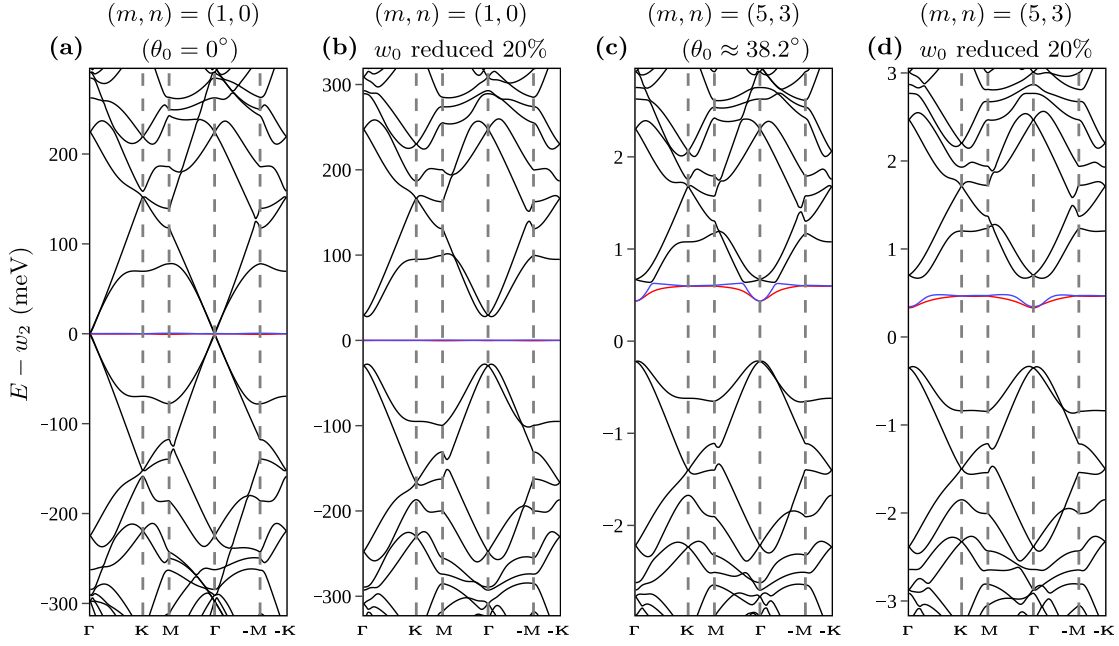 (m, n) = (1, 0)
(a) (θ₀ = 0°)
(m, n) = (1, 0)
(b) w₀ reduced 20%
(m, n) = (5, 3)
(c) (θ₀ ≈ 38.2°)
(m, n) = (5, 3)
(d) w₀ reduced 20%
E − w₂ (meV)
200
100
0
−100
−200
−300
Γ K M Γ -M -K
300
200
100
0
−100
−200
−300
Γ K M Γ -M -K
2
1
0
−1
−2
Γ K M Γ -M -K
3
2
1
0
−1
−2
−3
Γ K M Γ -M -K